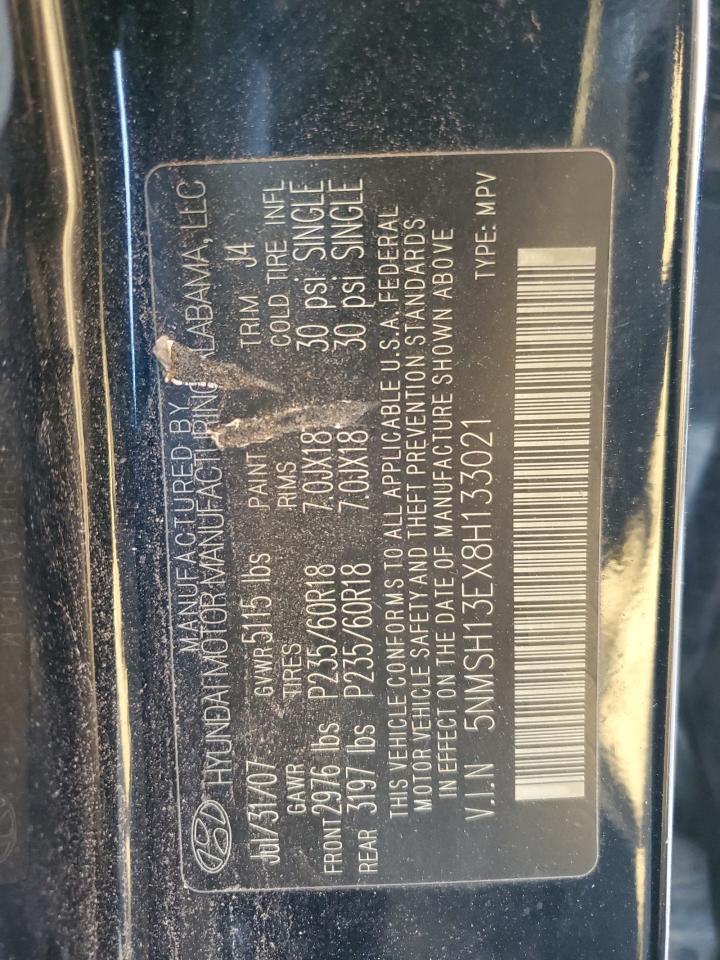 MANUFACTURED BY
HYUNDAI MOTOR MANUFACTURING ALABAMA, LLC
Jul/31/07 GVWR 5115 lbs PAINT TRIM J4
GAWR TIRES RIMS COLD TIRE INFL
FRONT 2976 lbs P235/60R18 7.0JX18 30 psi SINGLE
REAR 3197 lbs P235/60R18 7.0JX18 30 psi SINGLE
THIS VEHICLE CONFORMS TO ALL APPLICABLE U.S.A. FEDERAL
MOTOR VEHICLE SAFETY AND THEFT PREVENTION STANDARDS
IN EFFECT ON THE DATE OF MANUFACTURE SHOWN ABOVE
V.I.N 5NMSH13EX8H133021 TYPE: MPV